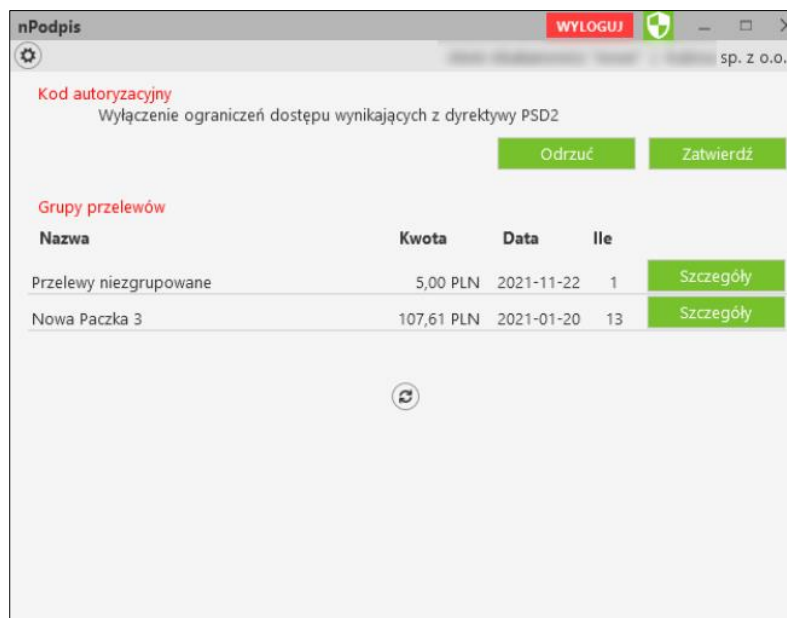 nPodpis WYLOGUJ
sp. z o.o.
Kod autoryzacyjny
Wyłączenie ograniczeń dostępu wynikających z dyrektywy PSD2
Odrzuć Zatwierdź
Grupy przelewów
Nazwa Kwota Data Ile
Przelewy niezgrupowane 5,00 PLN 2021-11-22 1 Szczegóły
Nowa Paczka 3 107,61 PLN 2021-01-20 13 Szczegóły